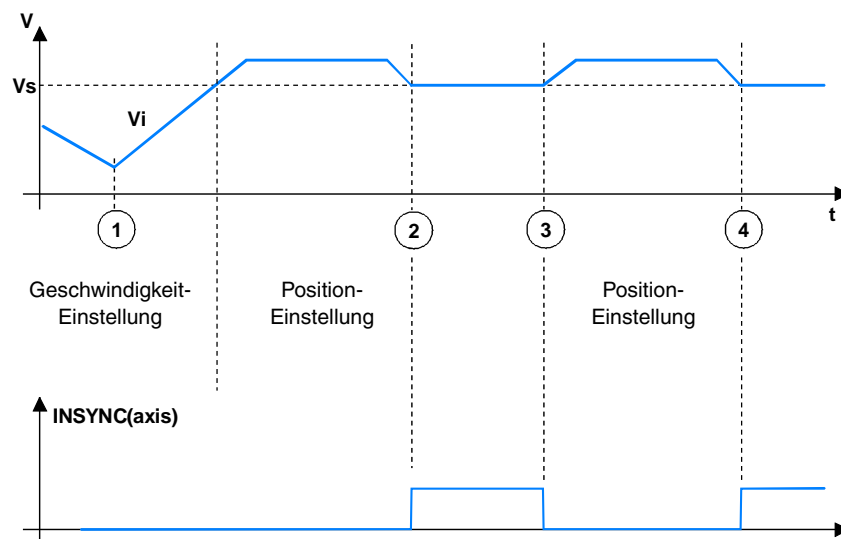 V
Vs
Vi
t
1
2
3
4
Geschwindigkeit-
Einstellung
Position-
Einstellung
Position-
Einstellung
INSYNC(axis)